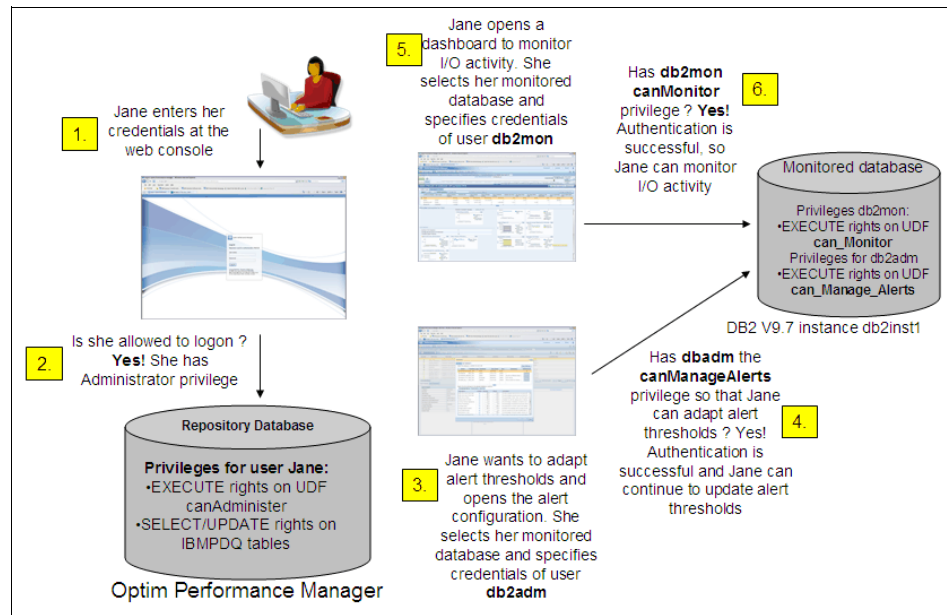 1.
Jane enters her
credentials at the
web console
2.
Is she allowed to logon ?
Yes! She has
Administrator privilege
Repository Database
Privileges for user Jane:
•EXECUTE rights on UDF
canAdminister
•SELECT/UPDATE rights on
IBMPDQ tables
Optim Performance Manager
3.
Jane wants to adapt
alert thresholds and
opens the alert
configuration. She
selects her monitored
database and specifies
credentials of user
db2adm
4.
Has dbadm the
canManageAlerts
privilege so that Jane
can adapt alert
thresholds ? Yes!
Authentication is
successful and Jane can
continue to update alert
thresholds
5.
Jane opens a
dashboard to monitor
I/O activity. She
selects her monitored
database and
specifies credentials
of user db2mon
6.
Has db2mon
canMonitor
privilege ? Yes!
Authentication is
successful, so
Jane can monitor
I/O activity
Monitored database
Privileges db2mon:
•EXECUTE rights on UDF
can_Monitor
Privileges for db2adm
•EXECUTE rights on UDF
can_Manage_Alerts
DB2 V9.7 instance db2inst1